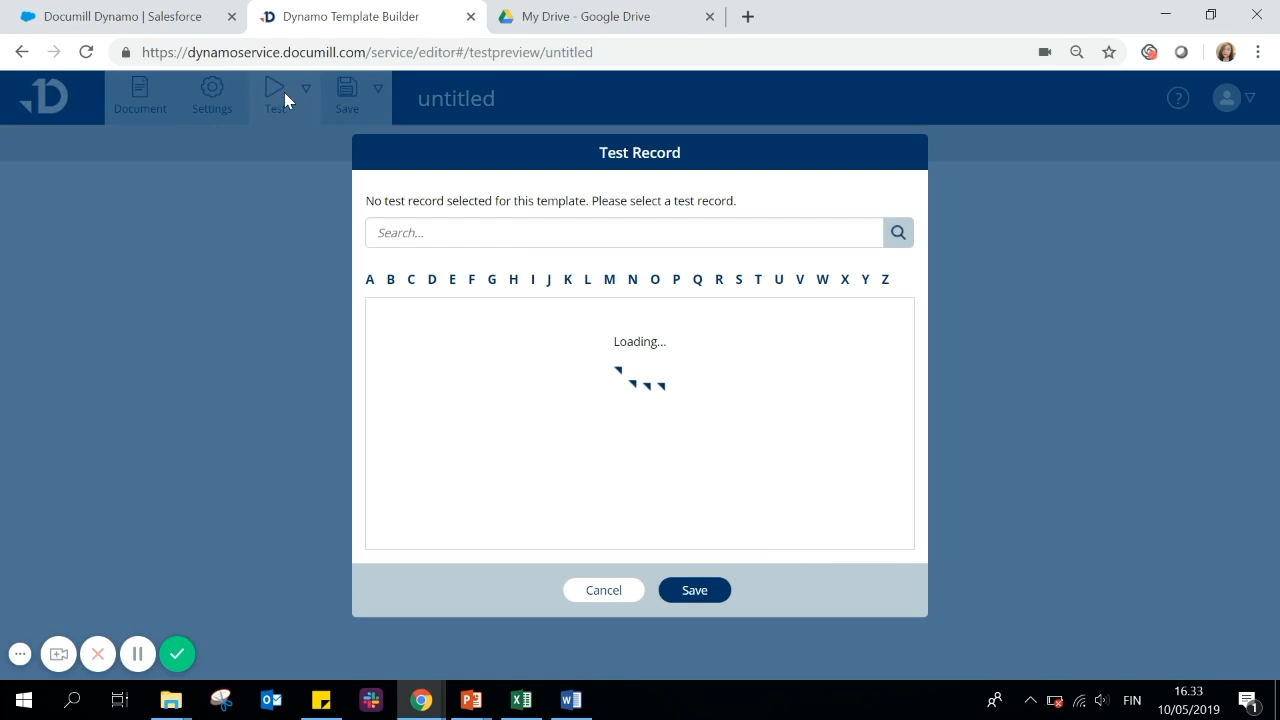 Documill Dynamo | Salesforce
Dynamo Template Builder
My Drive - Google Drive
https://dynamoservice.documill.com/service/editor#/testpreview/untitled
Document
Settings
Test
Save
untitled
Test Record
No test record selected for this template. Please select a test record.
Search...
A B C D E F G H I J K L M N O P Q R S T U V W X Y Z
Loading...
Cancel
Save
FIN
16.33
10/05/2019
1